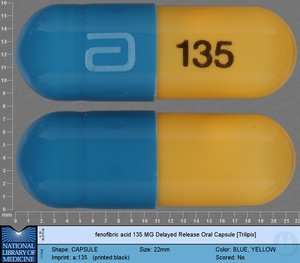 a 135
mm
fenofibric acid 135 MG Delayed Release Oral Capsule [Trilipix]
NATIONAL
LIBRARY OF
MEDICINE
Shape: CAPSULE Size: 22mm Color: BLUE, YELLOW
Imprint: a;135 (printed:black) Scored: No